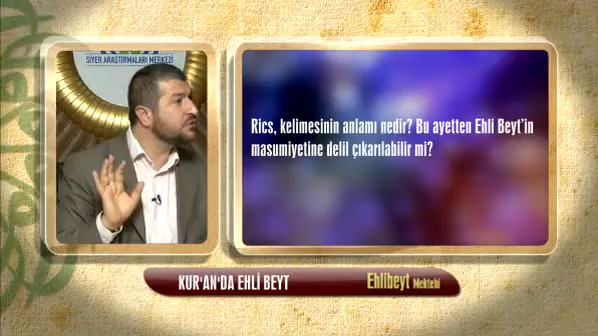 SİYER ARAŞTIRMALARI MERKEZİ
Rics, kelimesinin anlamı nedir? Bu ayetten Ehli Beyt'in
masumiyetine delil çıkarılabilir mi?
KUR'AN'DA EHLİ BEYT
Ehlibeyt Mektebi